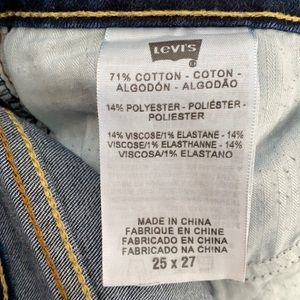 LEVI'S
71% COTTON - COTON -
ALGODÓN - ALGODÃO
14% POLYESTER - POLIÉSTER -
POLIESTER
14% VISCOSE/1% ELASTANE - 14%
VISCOSE/1% ELASTHANNE - 14%
VISCOSA/1% ELASTANO
MADE IN CHINA
FABRIQUE EN CHINE
FABRICADO EN CHINA
FABRICADO NA CHINA
25 X 27